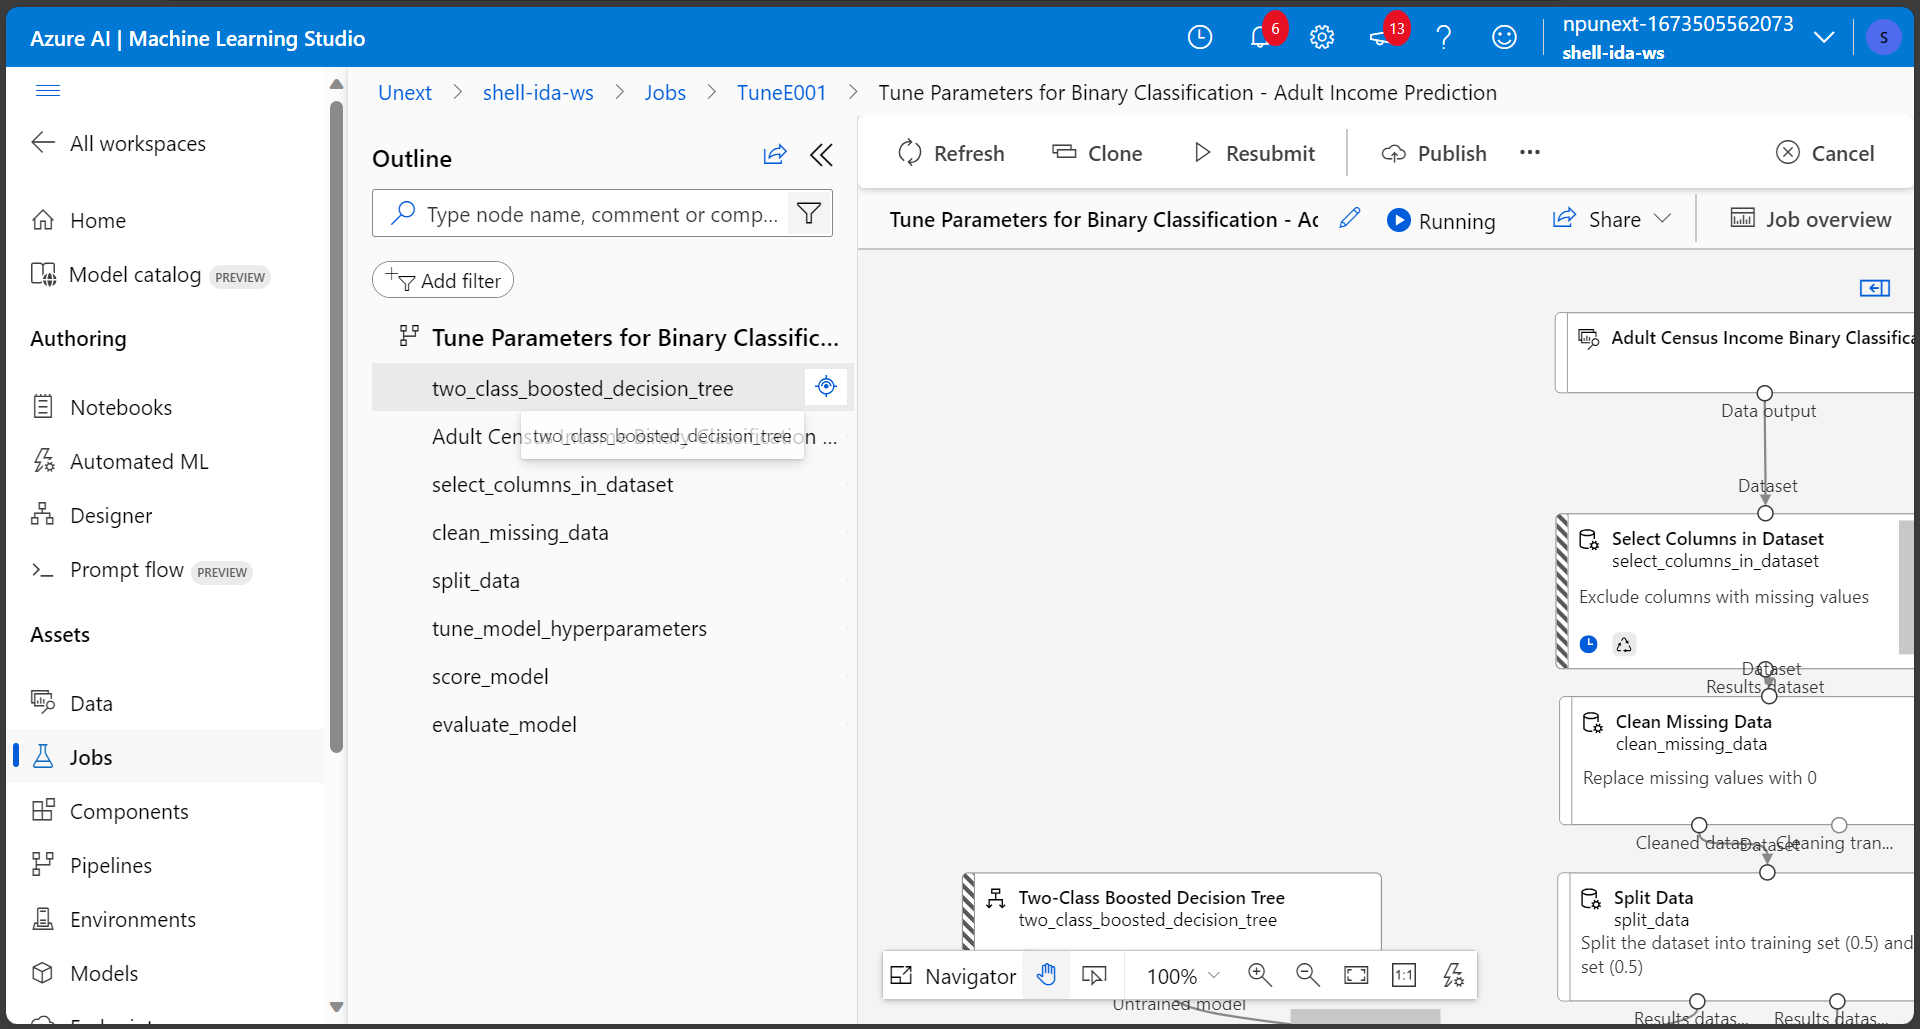 Azure AI | Machine Learning Studio
6
13
npunext-1673505562073
shell-ida-ws
S
All workspaces
Home
Model catalog PREVIEW
Authoring
Notebooks
Automated ML
Designer
Prompt flow PREVIEW
Assets
Data
Jobs
Components
Pipelines
Environments
Models
Unext > shell-ida-ws > Jobs > TuneE001 > Tune Parameters for Binary Classification - Adult Income Prediction
Outline
Type node name, comment or comp...
Add filter
Tune Parameters for Binary Classific...
two_class_boosted_decision_tree
Adult Census Income Binary Classification ...
two_class_boosted_decision_tree
select_columns_in_dataset
clean_missing_data
split_data
tune_model_hyperparameters
score_model
evaluate_model
Refresh
Clone
Resubmit
Publish
Cancel
Tune Parameters for Binary Classification - Ac
Running
Share
Job overview
Adult Census Income Binary Classifica
Data output
Dataset
Select Columns in Dataset
select_columns_in_dataset
Exclude columns with missing values
Dataset
Results dataset
Clean Missing Data
clean_missing_data
Replace missing values with 0
Cleaned datas
Dataset
Cleaning tran...
Split Data
split_data
Split the dataset into training set (0.5) and
set (0.5)
Results datas...
Results datas...
Two-Class Boosted Decision Tree
two_class_boosted_decision_tree
Navigator
100%
1:1
Untrained model